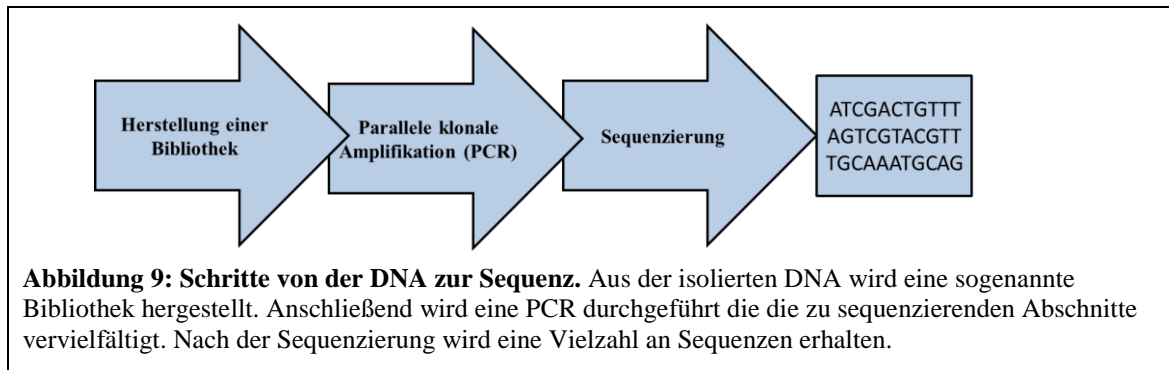 Herstellung einer
Bibliothek
Parallele klonale
Amplifikation (PCR)
Sequenzierung
ATCGACTGTTT
AGTCGTACGTT
TGCAAATGCAG
Abbildung 9: Schritte von der DNA zur Sequenz. Aus der isolierten DNA wird eine sogenannte
Bibliothek hergestellt. Anschließend wird eine PCR durchgeführt die die zu sequenzierenden Abschnitte
vervielfältigt. Nach der Sequenzierung wird eine Vielzahl an Sequenzen erhalten.